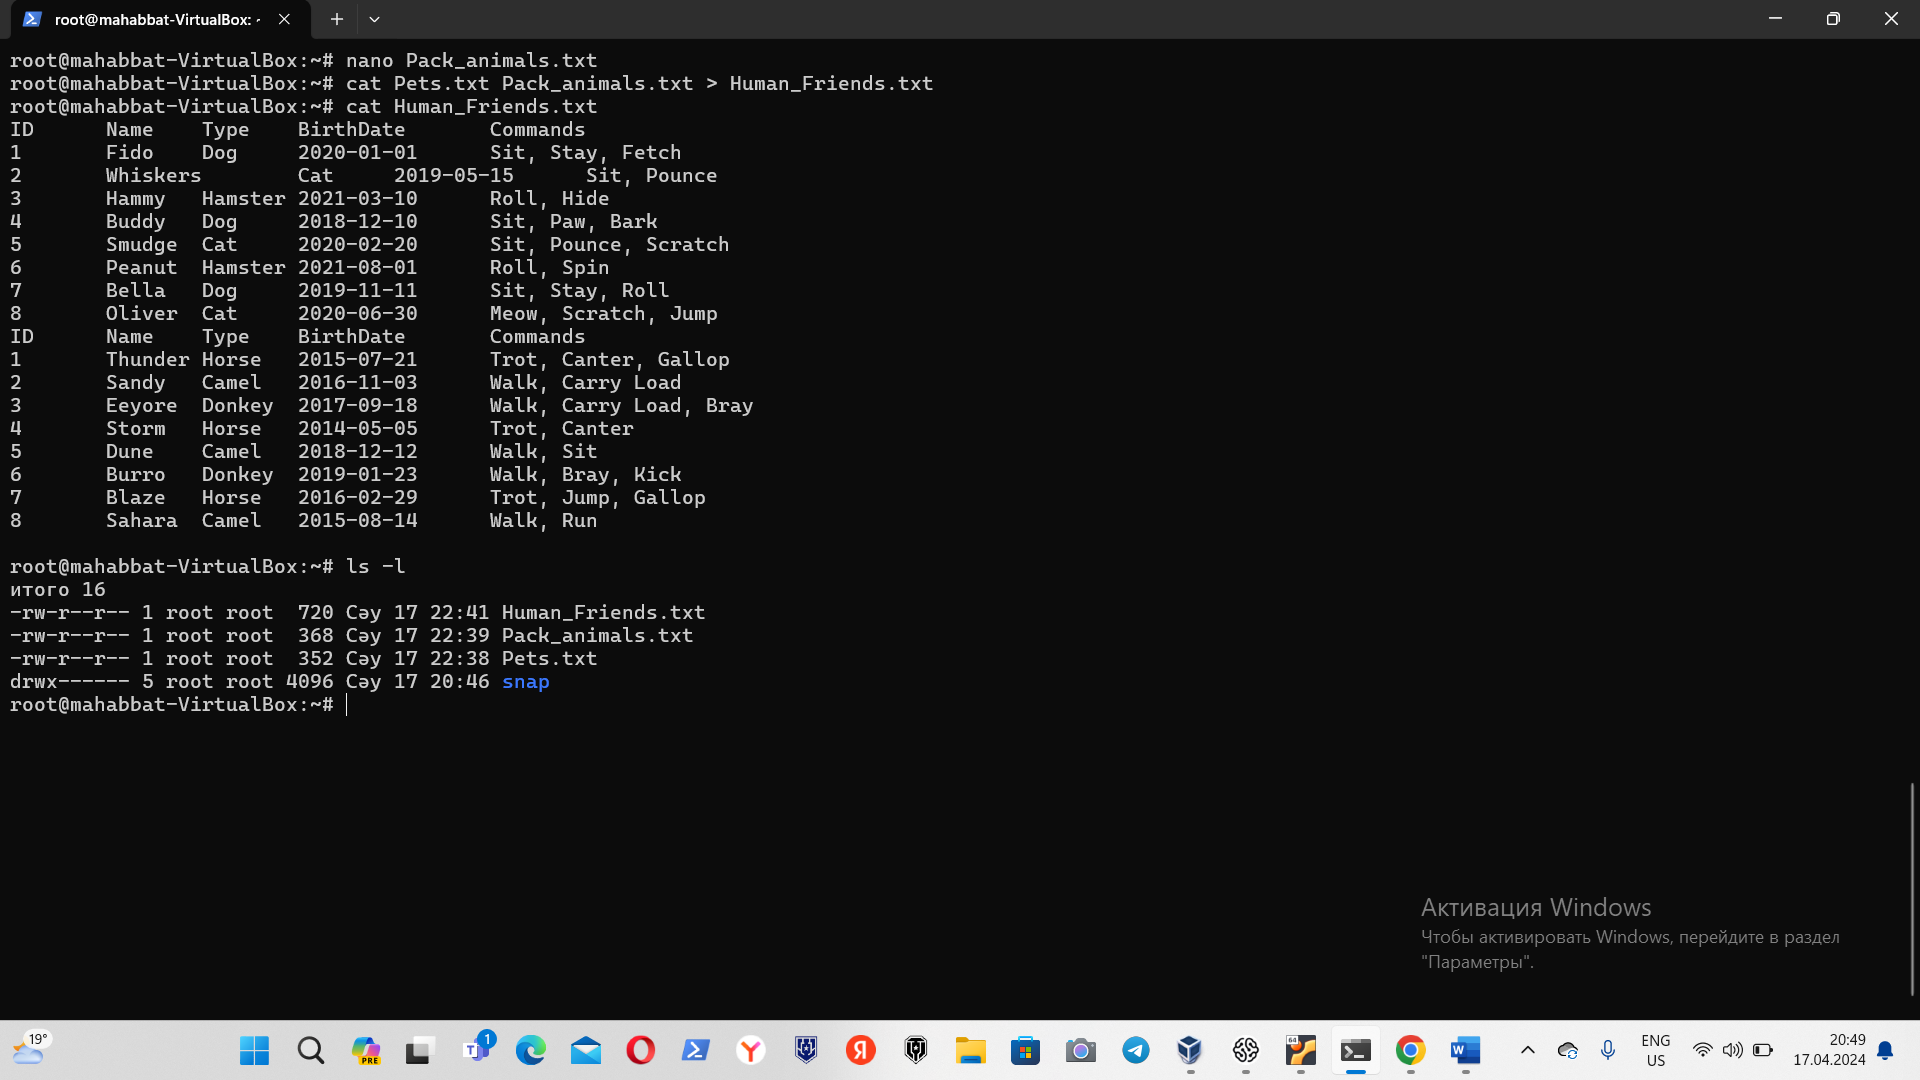 root@mahabbat-VirtualBox: ~
root@mahabbat-VirtualBox:~# nano Pack_animals.txt
root@mahabbat-VirtualBox:~# cat Pets.txt Pack_animals.txt > Human_Friends.txt
root@mahabbat-VirtualBox:~# cat Human_Friends.txt
ID Name Type BirthDate Commands
1 Fido Dog 2020-01-01 Sit, Stay, Fetch
2 Whiskers Cat 2019-05-15 Sit, Pounce
3 Hammy Hamster 2021-03-10 Roll, Hide
4 Buddy Dog 2018-12-10 Sit, Paw, Bark
5 Smudge Cat 2020-02-20 Sit, Pounce, Scratch
6 Peanut Hamster 2021-08-01 Roll, Spin
7 Bella Dog 2019-11-11 Sit, Stay, Roll
8 Oliver Cat 2020-06-30 Meow, Scratch, Jump
ID Name Type BirthDate Commands
1 Thunder Horse 2015-07-21 Trot, Canter, Gallop
2 Sandy Camel 2016-11-03 Walk, Carry Load
3 Eeyore Donkey 2017-09-18 Walk, Carry Load, Bray
4 Storm Horse 2014-05-05 Trot, Canter
5 Dune Camel 2018-12-12 Walk, Sit
6 Burro Donkey 2019-01-23 Walk, Bray, Kick
7 Blaze Horse 2016-02-29 Trot, Jump, Gallop
8 Sahara Camel 2015-08-14 Walk, Run
root@mahabbat-VirtualBox:~# ls -l
итого 16
-rw-r--r-- 1 root root 720 Сәу 17 22:41 Human_Friends.txt
-rw-r--r-- 1 root root 368 Сәу 17 22:39 Pack_animals.txt
-rw-r--r-- 1 root root 352 Сәу 17 22:38 Pets.txt
drwx------ 5 root root 4096 Сәу 17 20:46 snap
root@mahabbat-VirtualBox:~#
Активация Windows
Чтобы активировать Windows, перейдите в раздел
"Параметры".
19°
PRE
1
64
ENG
US
20:49
17.04.2024